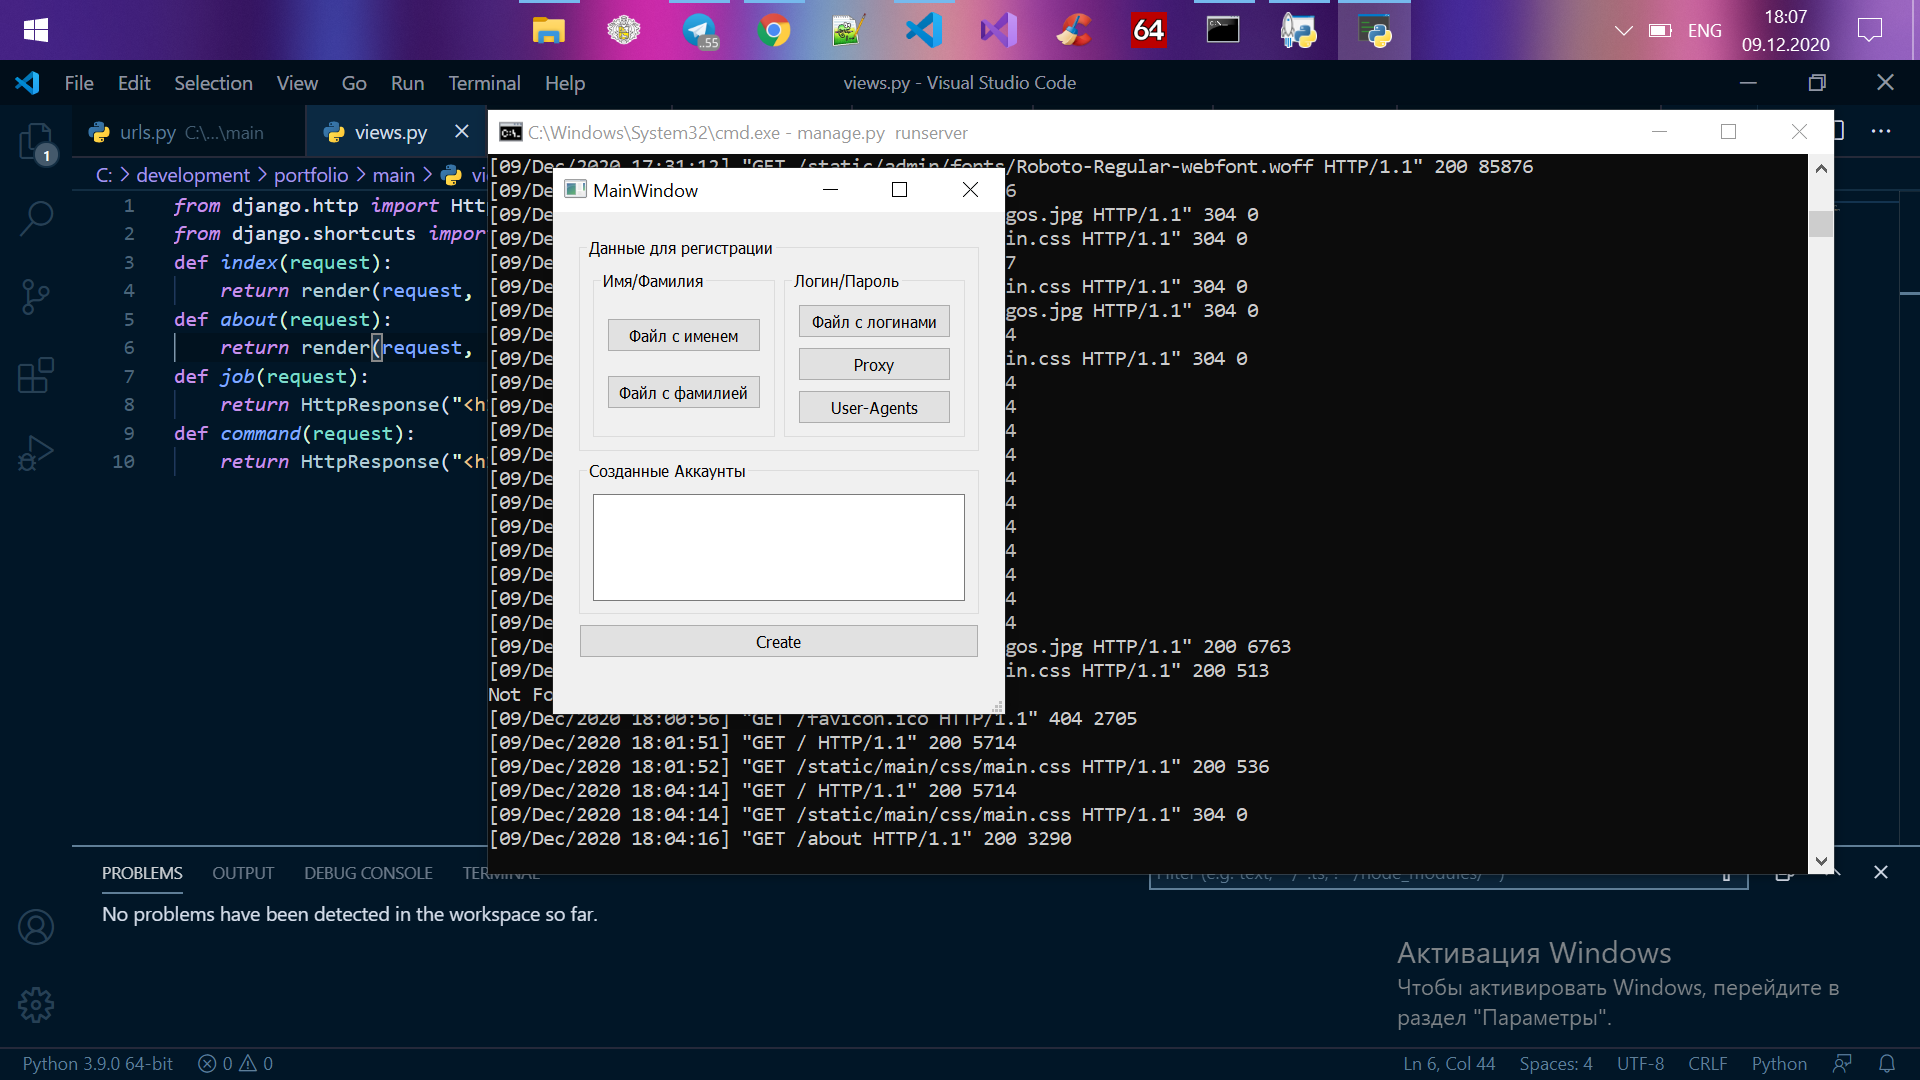 64
..55
ENG
18:07
09.12.2020
File Edit Selection View Go Run Terminal Help
views.py - Visual Studio Code
1
urls.py C:\...\main
views.py
C: > development > portfolio > main >
1 from django.http import
2 from django.shortcuts
3 def index(request):
4 return render(request,
5 def about(request):
6 return render(request,
7 def job(request):
8 return HttpResponse("<h
9 def command(request):
10 return HttpResponse("<h
C:\Windows\System32\cmd.exe - manage.py runserver
[09/Dec/2020 17:31:12] "GET /static/admin/fonts/Roboto-Regular-webfont.woff HTTP/1.1" 200 85876
[09/De 6
[09/De gos.jpg HTTP/1.1" 304 0
[09/De in.css HTTP/1.1" 304 0
[09/De 7
[09/De in.css HTTP/1.1" 304 0
[09/De gos.jpg HTTP/1.1" 304 0
[09/De 4
[09/De in.css HTTP/1.1" 304 0
[09/De 4
[09/De 4
[09/De 4
[09/De 4
[09/De 4
[09/De 4
[09/De 4
[09/De 4
[09/De 4
[09/De 4
[09/De 4
[09/De gos.jpg HTTP/1.1" 200 6763
[09/De in.css HTTP/1.1" 200 513
Not Fo
[09/Dec/2020 18:00:56] "GET /favicon.ico HTTP/1.1" 404 2705
[09/Dec/2020 18:01:51] "GET / HTTP/1.1" 200 5714
[09/Dec/2020 18:01:52] "GET /static/main/css/main.css HTTP/1.1" 200 536
[09/Dec/2020 18:04:14] "GET / HTTP/1.1" 200 5714
[09/Dec/2020 18:04:14] "GET /static/main/css/main.css HTTP/1.1" 304 0
[09/Dec/2020 18:04:16] "GET /about HTTP/1.1" 200 3290
MainWindow
Данные для регистрации
Имя/Фамилия
Файл с именем
Файл с фамилией
Логин/Пароль
Файл с логинами
Proxy
User-Agents
Созданные Аккаунты
Create
PROBLEMS OUTPUT DEBUG CONSOLE TERMINAL
No problems have been detected in the workspace so far.
Активация Windows
Чтобы активировать Windows, перейдите в
раздел "Параметры".
Python 3.9.0 64-bit 0 0
Ln 6, Col 44 Spaces: 4 UTF-8 CRLF Python